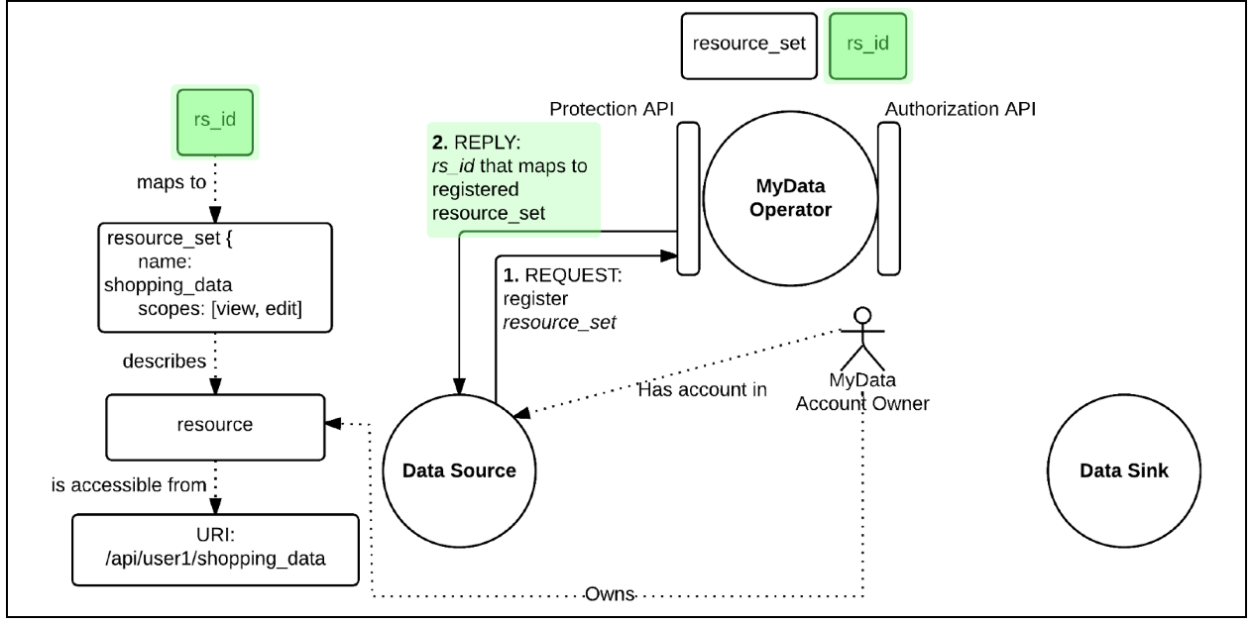 resource_set
rs_id
Protection API
Authorization API
rs_id
2. REPLY:
rs_id that maps to
registered
resource_set
MyData
Operator
maps to
resource_set {
name:
shopping_data
scopes: [view, edit]
1. REQUEST:
register
resource_set
describes
Has account in
MyData
Account Owner
resource
Data Source
Data Sink
is accessible from
URI:
/api/user1/shopping_data
Owns